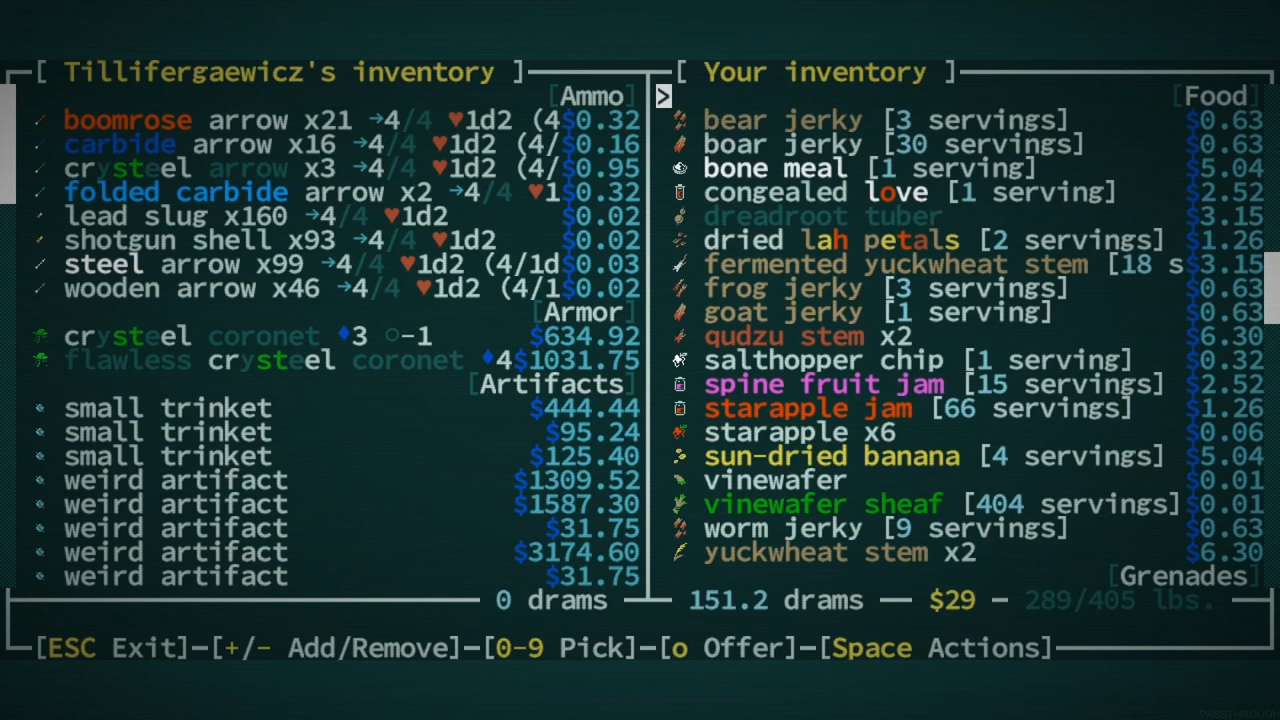 [ Tillifergaewicz's inventory ]
[Ammo]
boomrose arrow x21 →4/4 ♥1d2 (4 $0.32
carbide arrow x16 →4/4 ♥1d2 (4/ $0.16
crysteel arrow x3 →4/4 ♥1d2 (4/ $0.95
folded carbide arrow x2 →4/4 ♥1 $0.32
lead slug x160 →4/4 ♥1d2 $0.02
shotgun shell x93 →4/4 ♥1d2 $0.02
steel arrow x99 →4/4 ♥1d2 (4/1d $0.03
wooden arrow x46 →4/4 ♥1d2 (4/1 $0.02
[Armor]
crysteel coronet ♦3 ○-1 $634.92
flawless crysteel coronet ♦4 $1031.75
[Artifacts]
small trinket $444.44
small trinket $95.24
small trinket $125.40
weird artifact $1309.52
weird artifact $1587.30
weird artifact $31.75
weird artifact $3174.60
weird artifact $31.75
0 drams
[ Your inventory ]
> [Food]
bear jerky [3 servings] $0.63
boar jerky [30 servings] $0.63
bone meal [1 serving] $5.04
congealed love [1 serving] $2.52
dreadroot tuber $3.15
dried lah petals [2 servings] $1.26
fermented yuckwheat stem [18 s $3.15
frog jerky [3 servings] $0.63
goat jerky [1 serving] $0.63
qudzu stem x2 $6.30
salthopper chip [1 serving] $0.32
spine fruit jam [15 servings] $2.52
starapple jam [66 servings] $1.26
starapple x6 $0.06
sun-dried banana [4 servings] $5.04
vinewafer $0.01
vinewafer sheaf [404 servings] $0.01
worm jerky [9 servings] $0.63
yuckwheat stem x2 $6.30
[Grenades]
151.2 drams — $29 — 289/405 lbs.
[ESC Exit]-[+/- Add/Remove]-[0-9 Pick]-[o Offer]-[Space Actions]